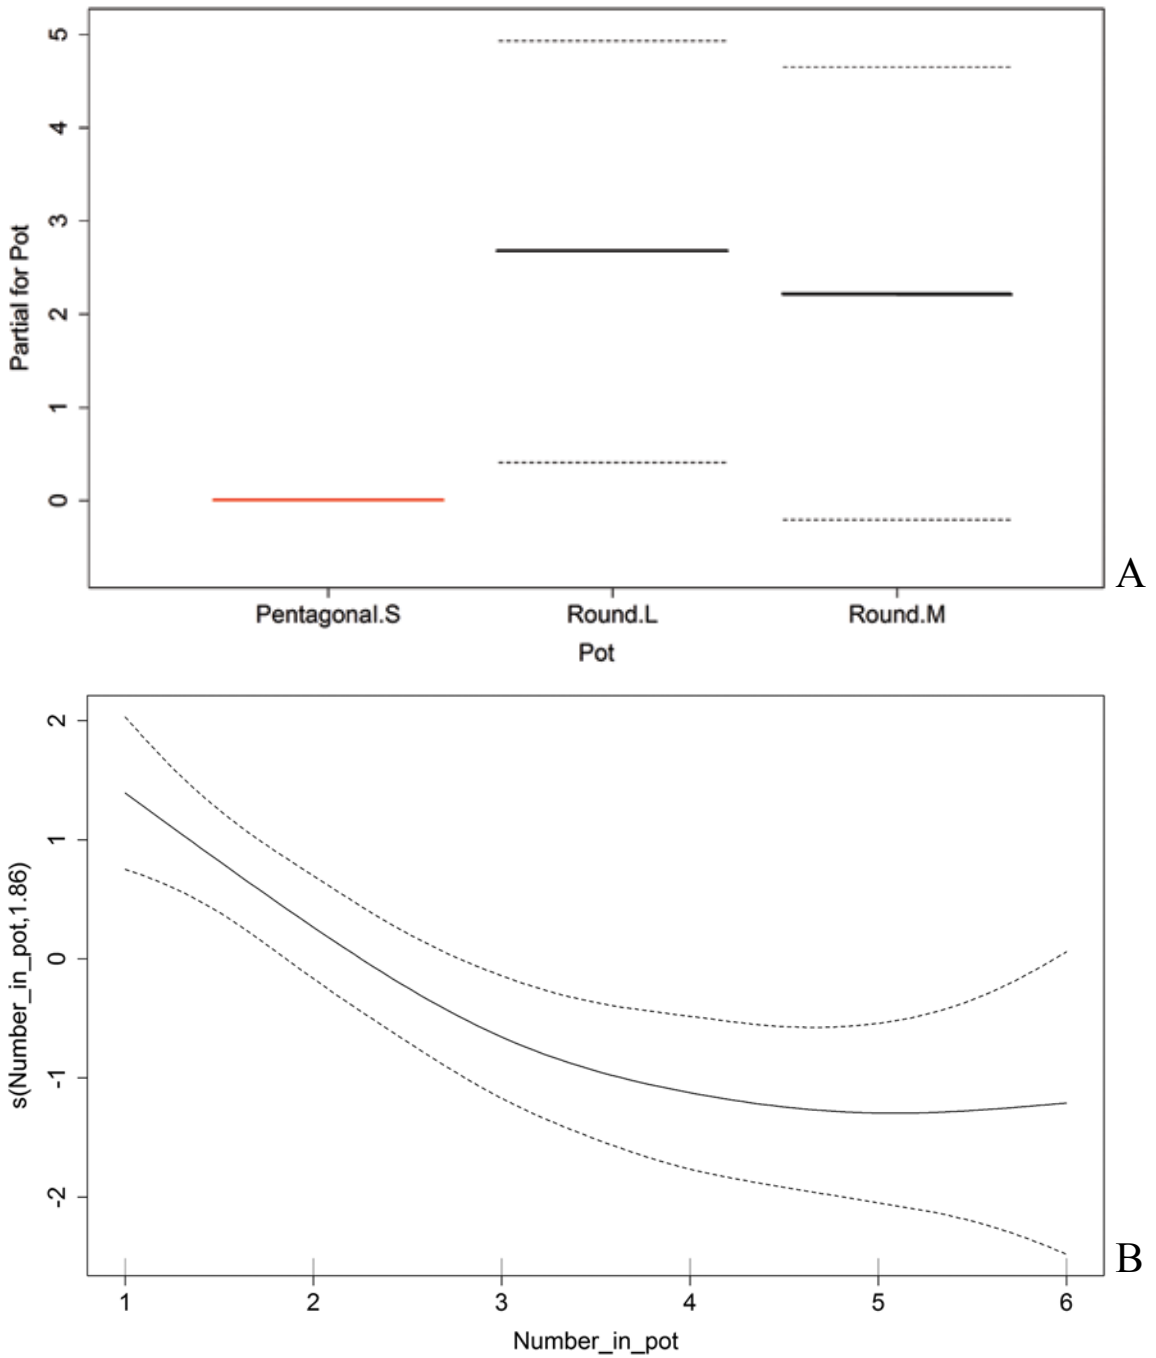 5
4
3
2
1
0
Partial for Pot
Pentagonal.S Round.L Round.M
Pot
A
2
1
0
-1
-2
s(Number_in_pot,1.86)
1 2 3 4 5 6
Number_in_pot
B